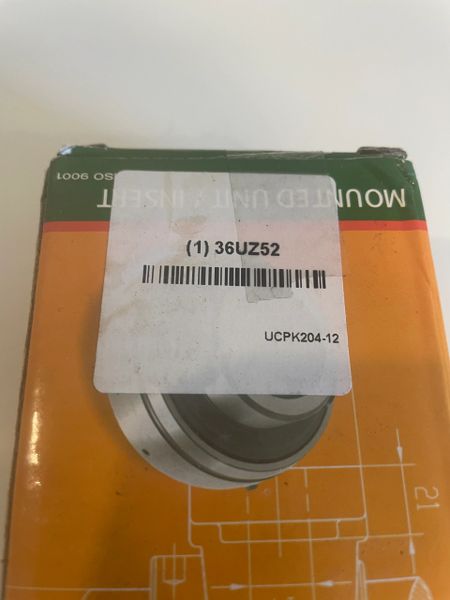 ISO 9001
MOUNTED UNIT / INSERT
(1) 36UZ52
UCPK204-12
21